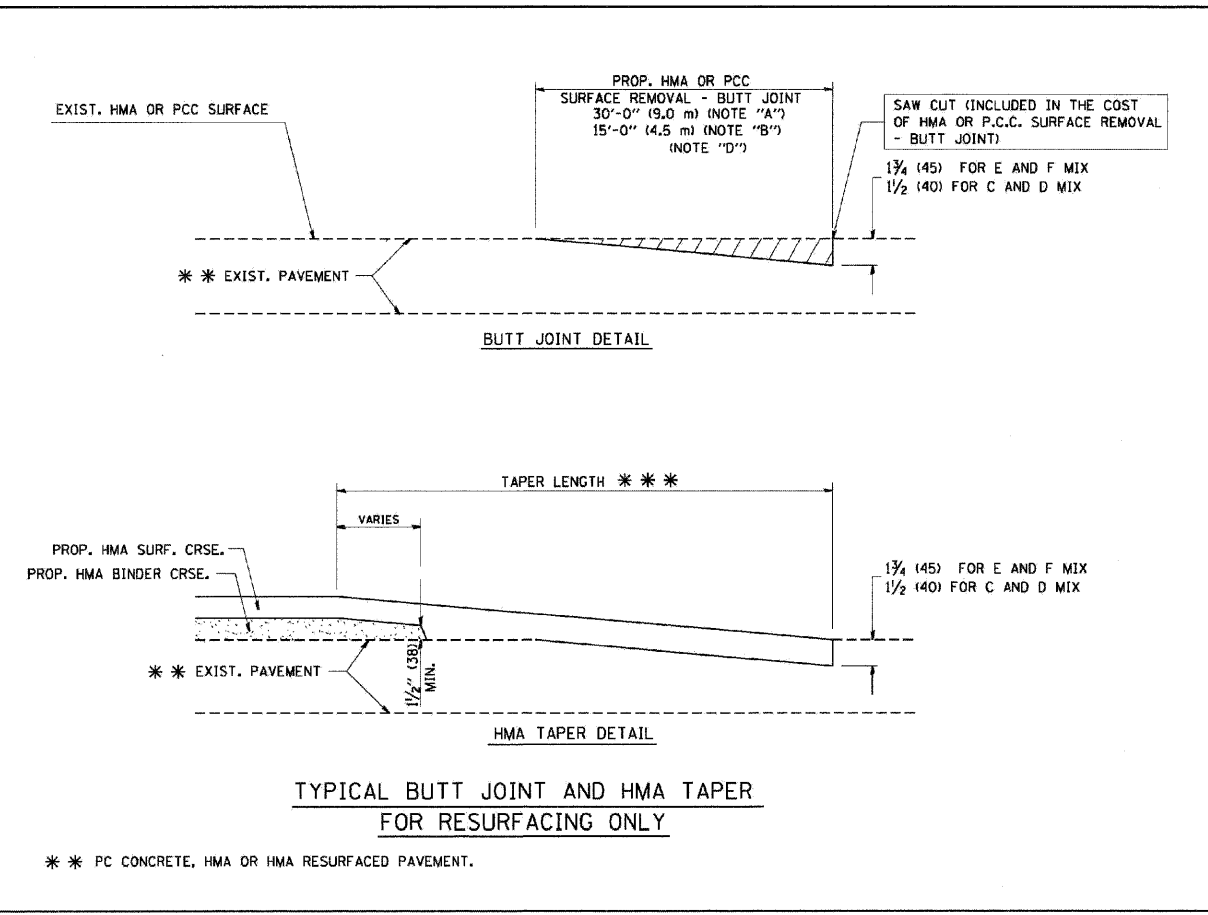 PROP. HMA OR PCC
SURFACE REMOVAL - BUTT JOINT
30'-0" (9.0 m) (NOTE "A")
15'-0" (4.5 m) (NOTE "B")
(NOTE "D")
EXIST. HMA OR PCC SURFACE
SAW CUT (INCLUDED IN THE COST
OF HMA OR P.C.C. SURFACE REMOVAL
- BUTT JOINT)
1¾ (45) FOR E AND F MIX
1½ (40) FOR C AND D MIX
* * EXIST. PAVEMENT
BUTT JOINT DETAIL
TAPER LENGTH * * *
VARIES
PROP. HMA SURF. CRSE.
PROP. HMA BINDER CRSE.
1¾ (45) FOR E AND F MIX
1½ (40) FOR C AND D MIX
* * EXIST. PAVEMENT
1½" (38)
MIN.
HMA TAPER DETAIL
TYPICAL BUTT JOINT AND HMA TAPER
FOR RESURFACING ONLY
* * PC CONCRETE, HMA OR HMA RESURFACED PAVEMENT.